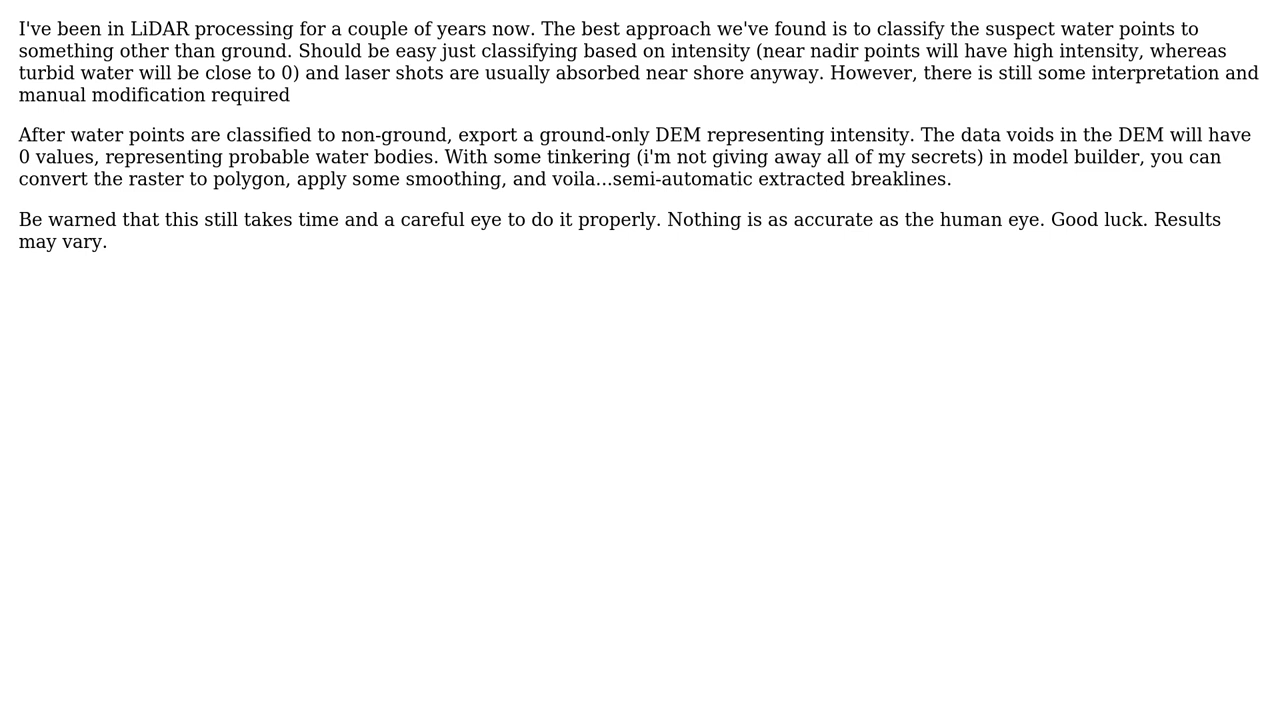 I've been in LiDAR processing for a couple of years now. The best approach we've found is to classify the suspect water points to
something other than ground. Should be easy just classifying based on intensity (near nadir points will have high intensity, whereas
turbid water will be close to 0) and laser shots are usually absorbed near shore anyway. However, there is still some interpretation and
manual modification required
After water points are classified to non-ground, export a ground-only DEM representing intensity. The data voids in the DEM will have
0 values, representing probable water bodies. With some tinkering (i'm not giving away all of my secrets) in model builder, you can
convert the raster to polygon, apply some smoothing, and voila...semi-automatic extracted breaklines.
Be warned that this still takes time and a careful eye to do it properly. Nothing is as accurate as the human eye. Good luck. Results
may vary.